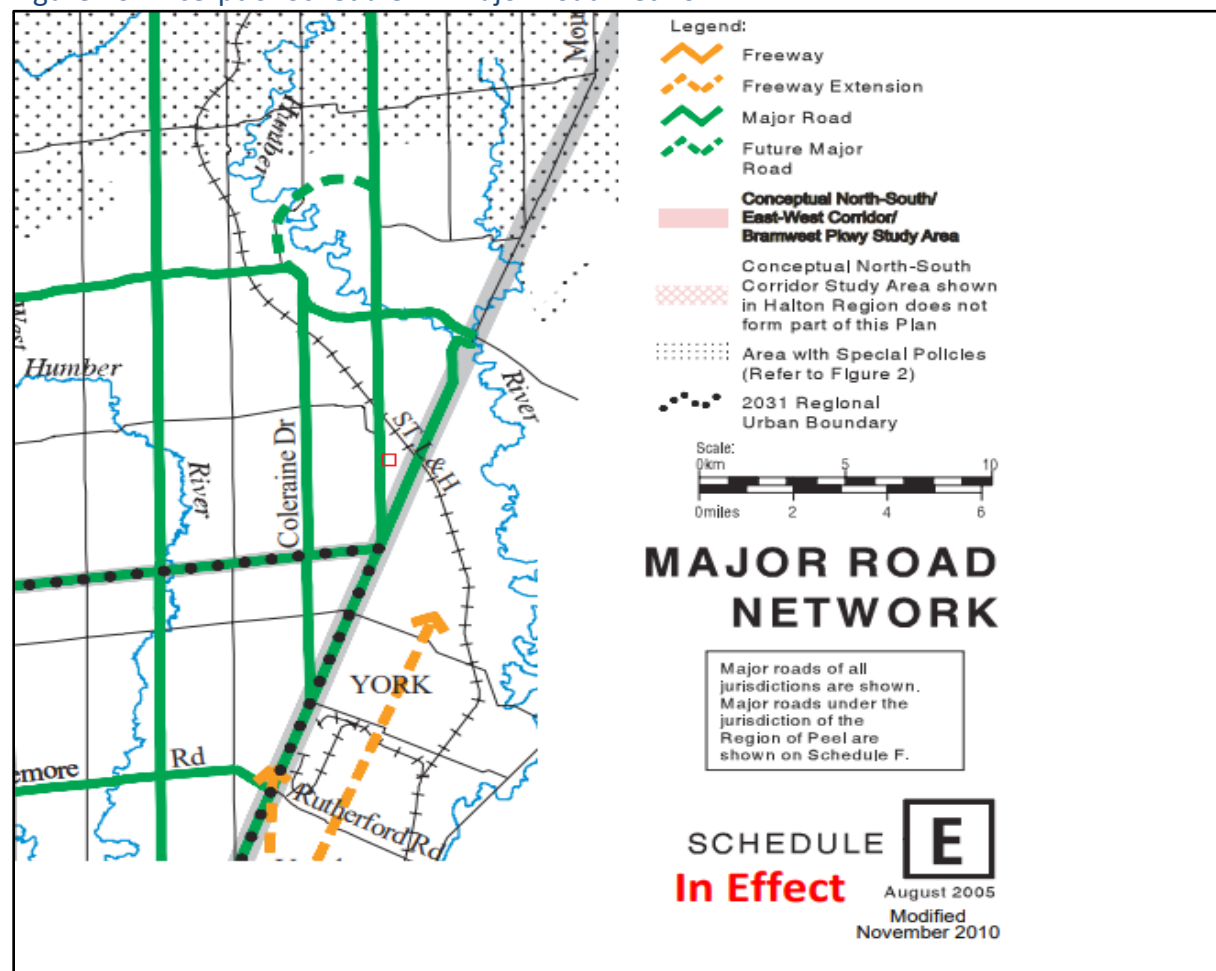 Legend:
Freeway
Freeway Extension
Major Road
Future Major
Road
Conceptual North-South/
East-West Corridor/
Bramwest Pkwy Study Area
Conceptual North-South
Corridor Study Area shown
in Halton Region does not
form part of this Plan
Area with Special Policies
(Refer to Figure 2)
2031 Regional
Urban Boundary
Scale:
0km 5 10
0miles 2 4 6
MAJOR ROAD
NETWORK
Major roads of all
jurisdictions are shown.
Major roads under the
jurisdiction of the
Region of Peel are
shown on Schedule F.
SCHEDULE E
In Effect
August 2005
Modified
November 2010
Humber
West
Humber
River
River
Coleraine Dr
ST L & H
YORK
emore Rd
Rutherford Rd